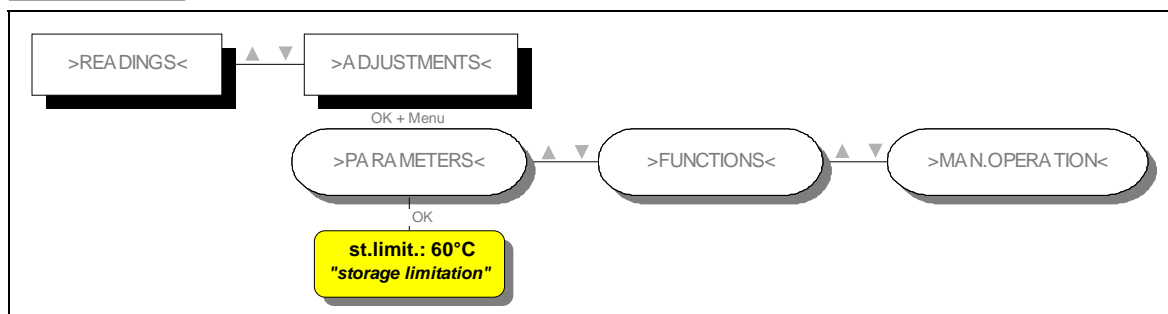 >READINGS<
▲ ▼
>ADJUSTMENTS<
OK + Menu
>PARAMETERS<
▲ ▼
>FUNCTIONS<
▲ ▼
>MAN.OPERATION<
OK
st.limit.: 60°C
"storage limitation"